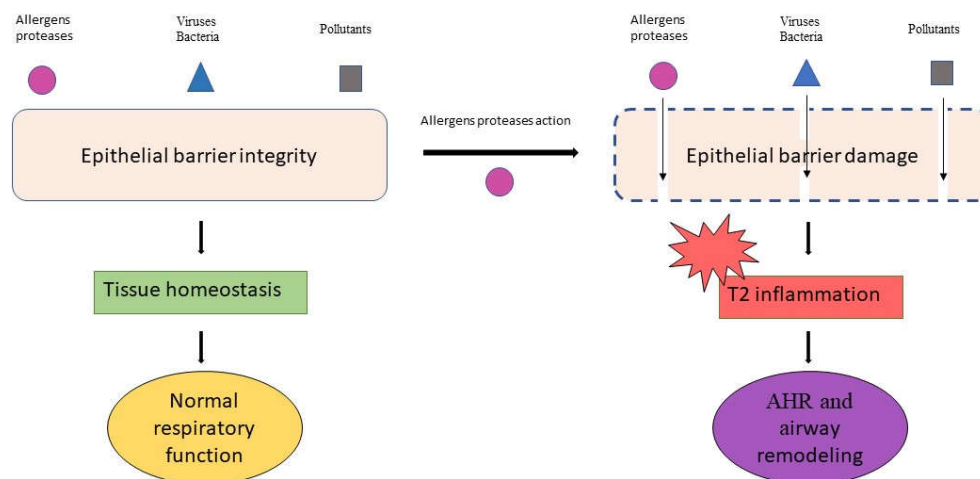 Allergens
proteases
Viruses
Bacteria
Pollutants
Epithelial barrier integrity
Tissue homeostasis
Normal
respiratory
function
Allergens proteases action
Allergens
proteases
Viruses
Bacteria
Pollutants
Epithelial barrier damage
T2 inflammation
AHR and
airway
remodeling